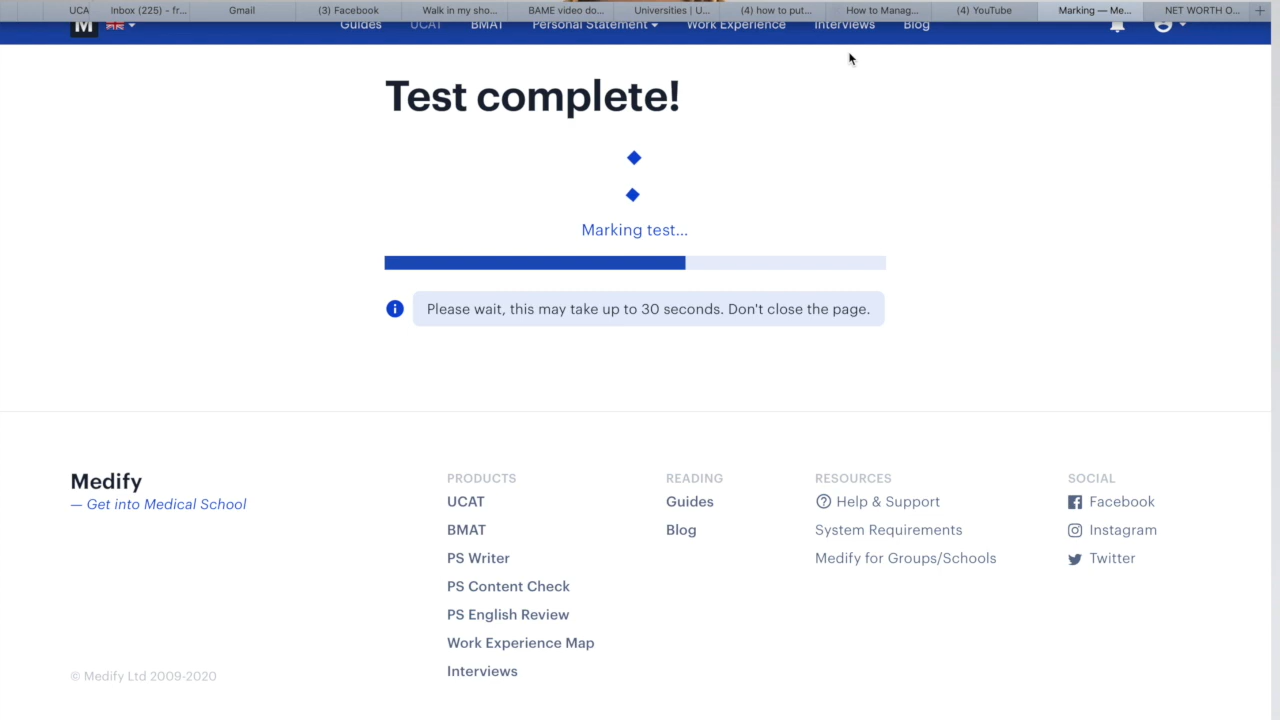 UCA
Inbox (225) – fr...
Gmail
(3) Facebook
Walk in my sho...
BAME video do...
Universities | U...
(4) how to put...
How to Manag...
(4) YouTube
Marking — Me...
NET WORTH O...
M
Guides
UCAT
BMAT
Personal Statement
Work Experience
Interviews
Blog
Test complete!
Marking test...
Please wait, this may take up to 30 seconds. Don't close the page.
Medify
— Get into Medical School
© Medify Ltd 2009-2020
PRODUCTS
UCAT
BMAT
PS Writer
PS Content Check
PS English Review
Work Experience Map
Interviews
READING
Guides
Blog
RESOURCES
Help & Support
System Requirements
Medify for Groups/Schools
SOCIAL
Facebook
Instagram
Twitter